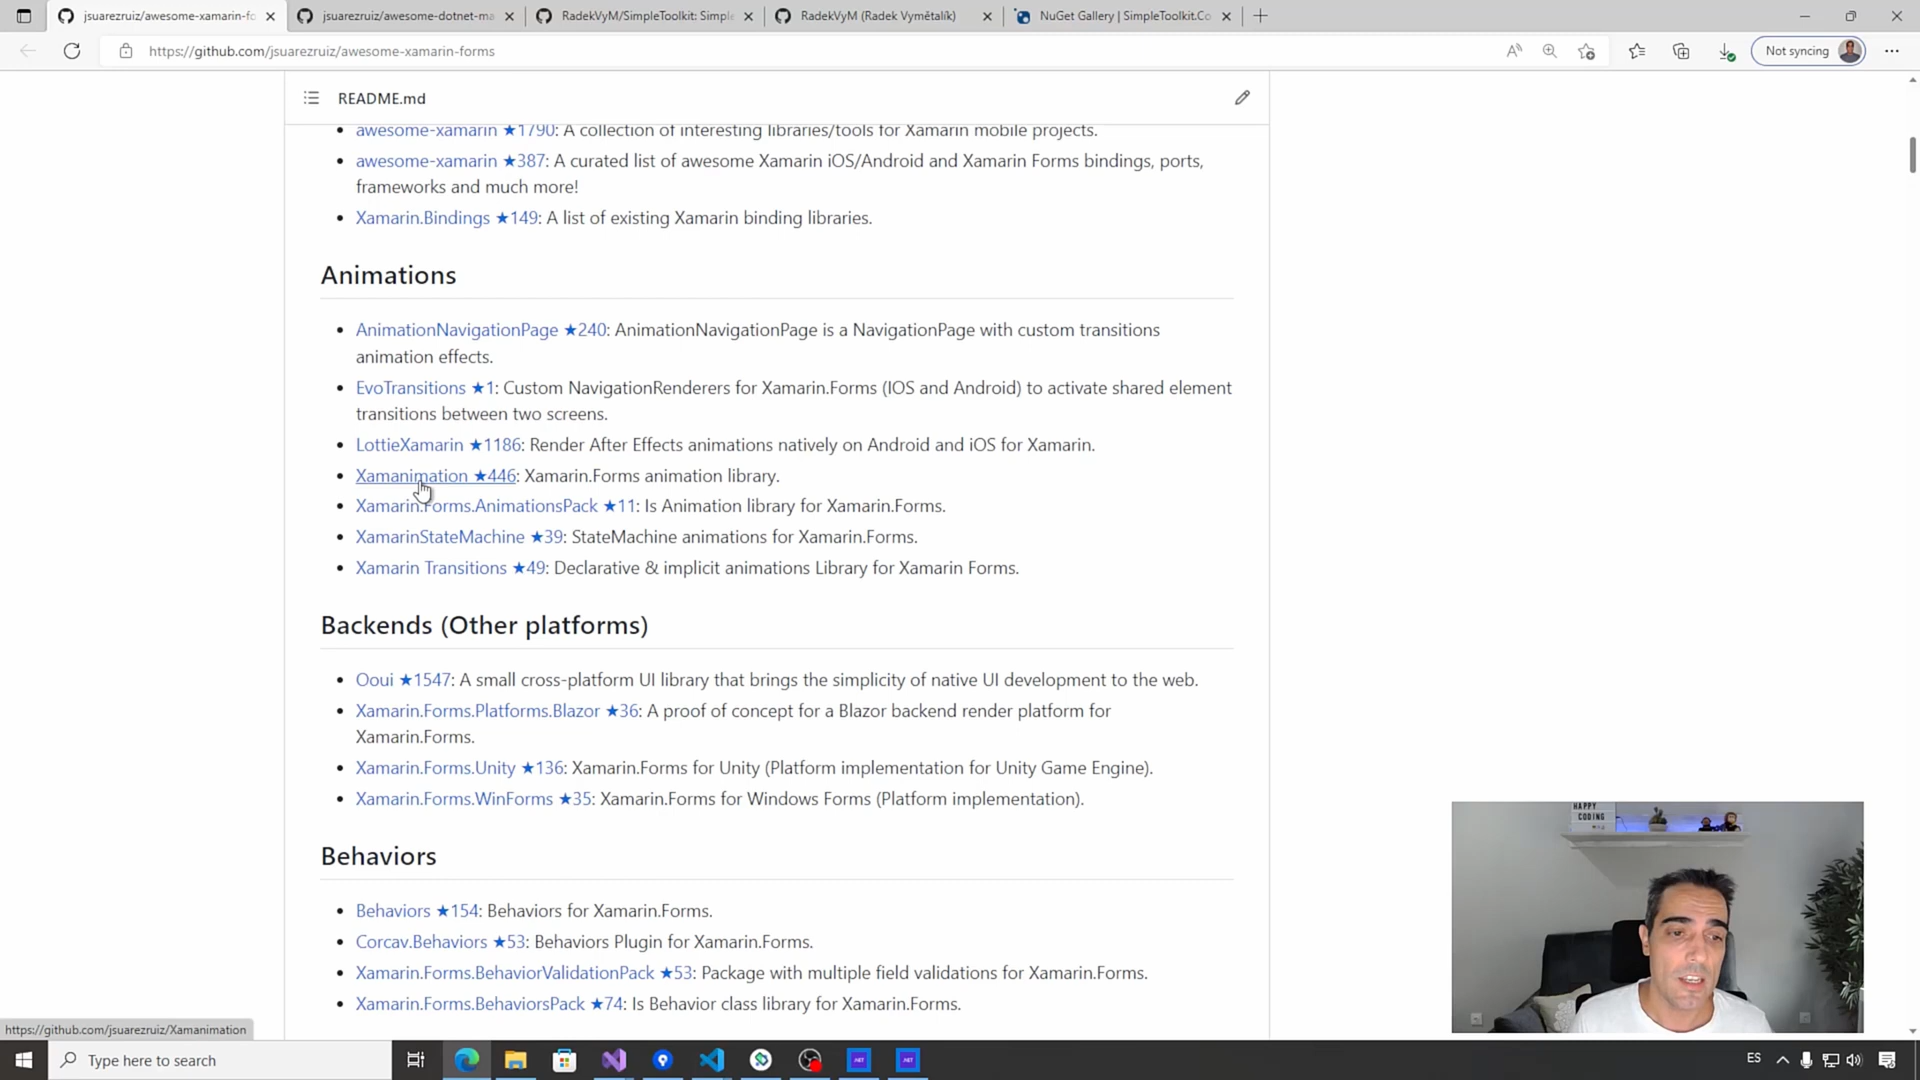 jsuarezruiz/awesome-xamarin-fo
jsuarezruiz/awesome-dotnet-ma
RadekVyM/SimpleToolkit: Simple
RadekVyM (Radek Vymětalík)
NuGet Gallery | SimpleToolkit.Co
https://github.com/jsuarezruiz/awesome-xamarin-forms
Not syncing
README.md
awesome-xamarin ★1790: A collection of interesting libraries/tools for Xamarin mobile projects.
awesome-xamarin ★387: A curated list of awesome Xamarin iOS/Android and Xamarin Forms bindings, ports,
frameworks and much more!
Xamarin.Bindings ★149: A list of existing Xamarin binding libraries.
Animations
AnimationNavigationPage ★240: AnimationNavigationPage is a NavigationPage with custom transitions
animation effects.
EvoTransitions ★1: Custom NavigationRenderers for Xamarin.Forms (IOS and Android) to activate shared element
transitions between two screens.
LottieXamarin ★1186: Render After Effects animations natively on Android and iOS for Xamarin.
Xamanimation ★446: Xamarin.Forms animation library.
Xamarin.Forms.AnimationsPack ★11: Is Animation library for Xamarin.Forms.
XamarinStateMachine ★39: StateMachine animations for Xamarin.Forms.
Xamarin Transitions ★49: Declarative & implicit animations Library for Xamarin Forms.
Backends (Other platforms)
Ooui ★1547: A small cross-platform UI library that brings the simplicity of native UI development to the web.
Xamarin.Forms.Platforms.Blazor ★36: A proof of concept for a Blazor backend render platform for
Xamarin.Forms.
Xamarin.Forms.Unity ★136: Xamarin.Forms for Unity (Platform implementation for Unity Game Engine).
Xamarin.Forms.WinForms ★35: Xamarin.Forms for Windows Forms (Platform implementation).
Behaviors
Behaviors ★154: Behaviors for Xamarin.Forms.
Corcav.Behaviors ★53: Behaviors Plugin for Xamarin.Forms.
Xamarin.Forms.BehaviorValidationPack ★53: Package with multiple field validations for Xamarin.Forms.
Xamarin.Forms.BehaviorsPack ★74: Is Behavior class library for Xamarin.Forms.
HAPPY
CODING
https://github.com/jsuarezruiz/Xamanimation
Type here to search
.NET
.NET
ES